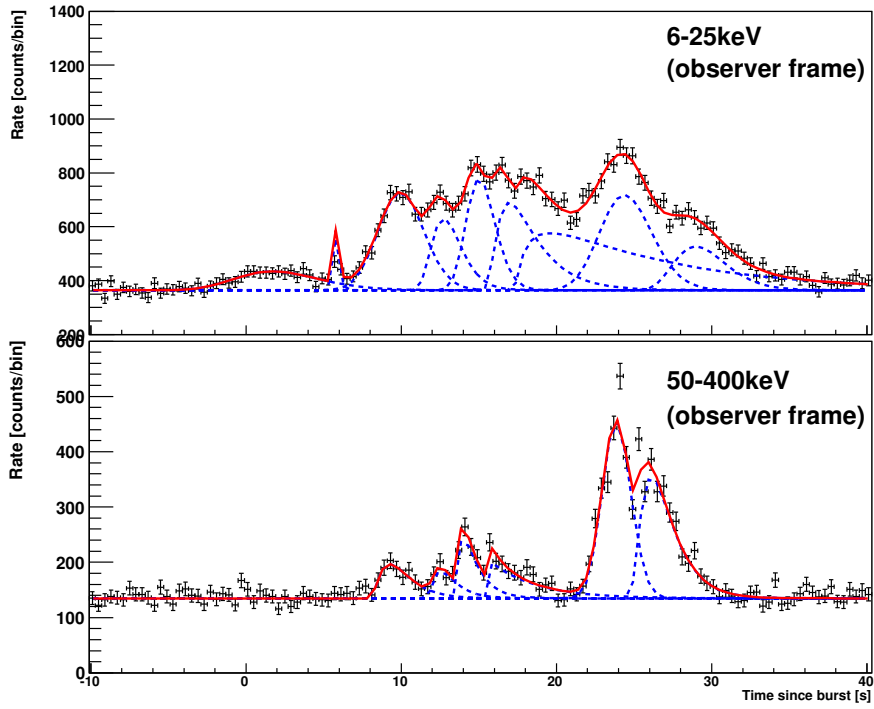 1400
1200
1000
800
600
400
200
Rate [counts/bin]
6-25keV
(observer frame)
600
500
400
300
200
100
0
Rate [counts/bin]
50-400keV
(observer frame)
-10 0 10 20 30 40
Time since burst [s]